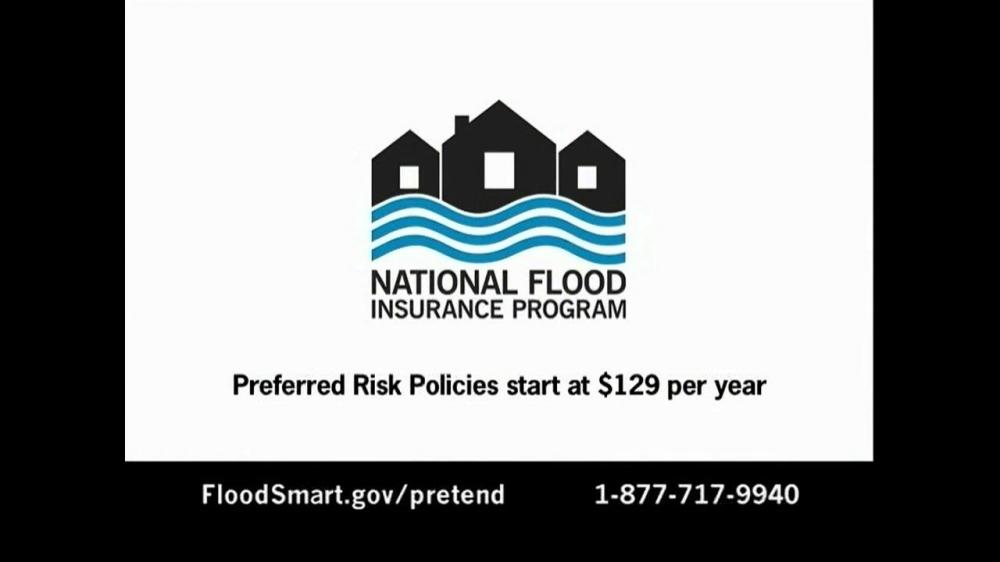 NATIONAL FLOOD
INSURANCE PROGRAM
Preferred Risk Policies start at $129 per year
FloodSmart.gov/pretend
1-877-717-9940